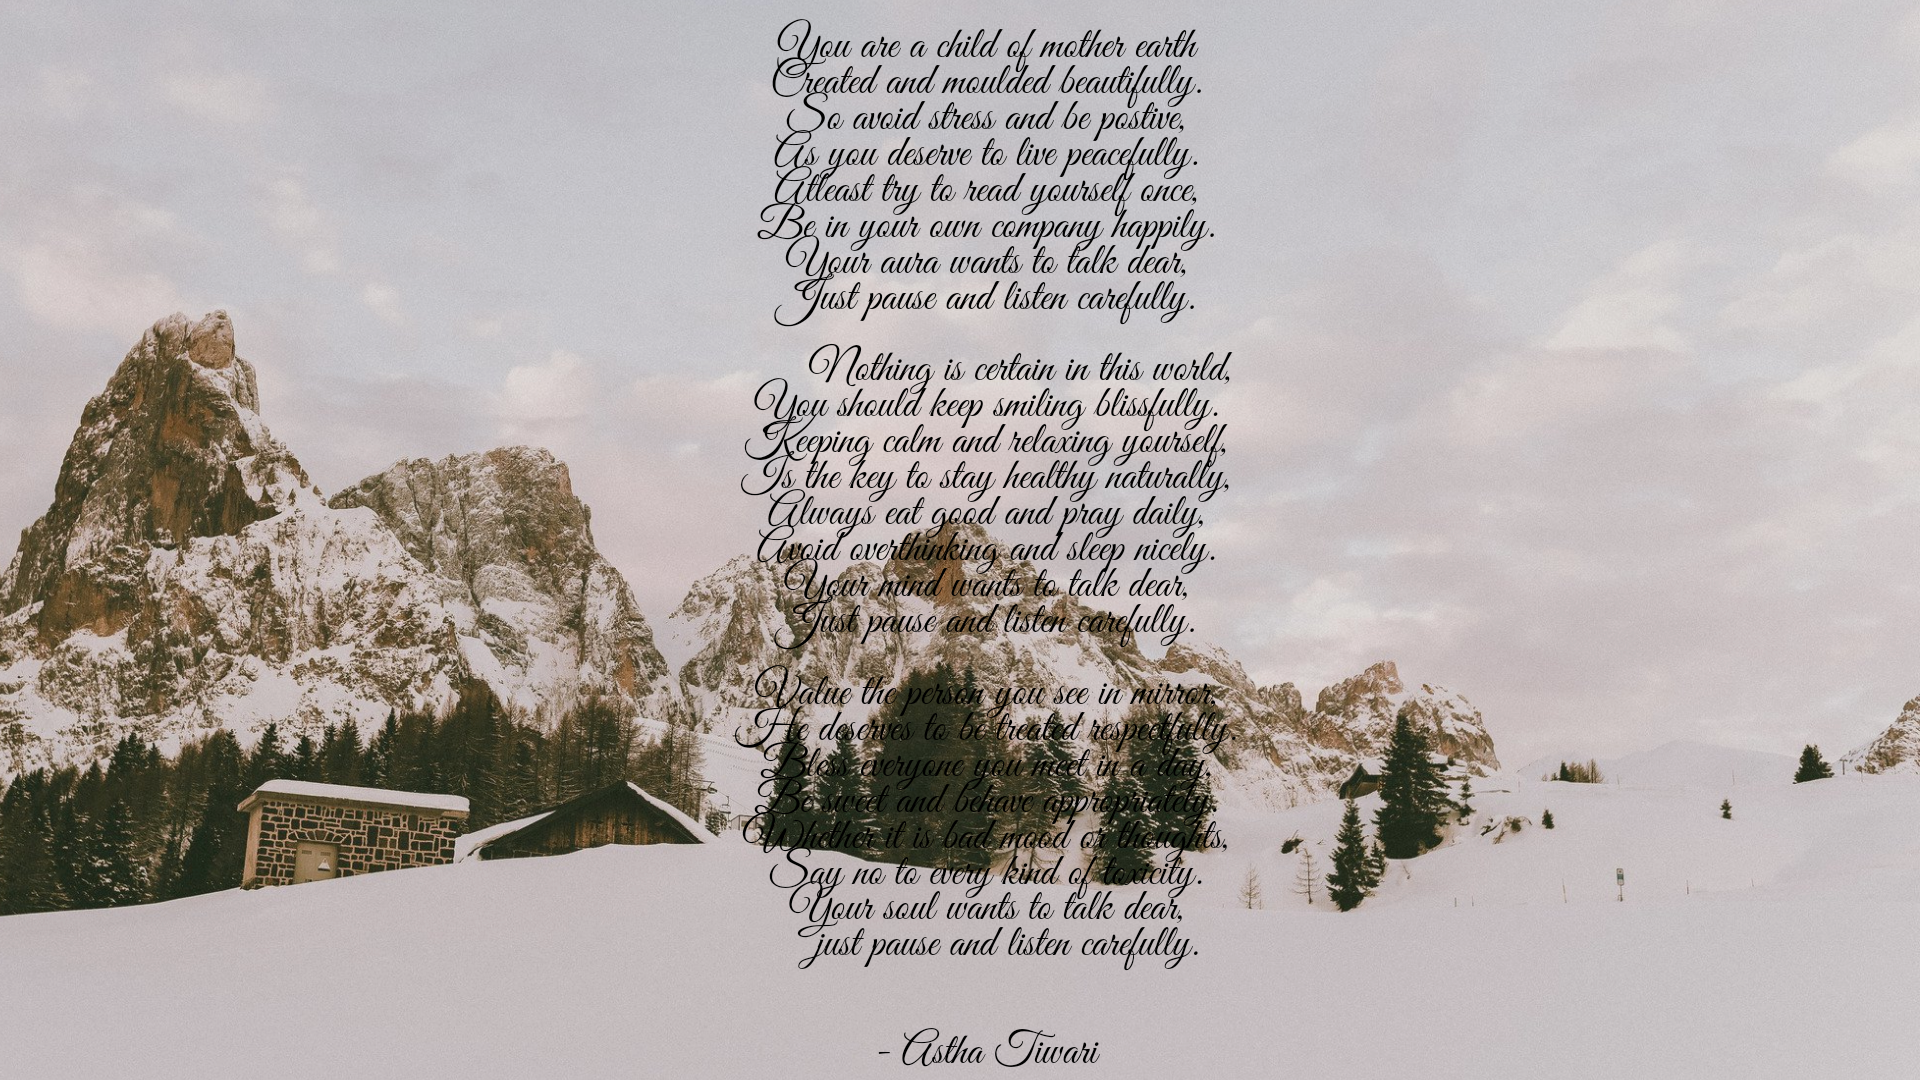 You are a child of mother earth
Created and moulded beautifully.
So avoid stress and be postive,
As you deserve to live peacefully.
Atleast try to read yourself once,
Be in your own company happily.
Your aura wants to talk dear,
Just pause and listen carefully.
Nothing is certain in this world,
You should keep smiling blissfully.
Keeping calm and relaxing yourself,
Is the key to stay healthy naturally,
Always eat good and pray daily,
Avoid overthinking and sleep nicely.
Your mind wants to talk dear,
Just pause and listen carefully.
Value the person you see in mirror,
He deserves to be treated respectfully.
Bless everyone you meet in a day,
Be sweet and behave appropriately.
Whether it is bad mood or thoughts,
Say no to every kind of toxicity.
Your soul wants to talk dear,
just pause and listen carefully.
- Astha Tiwari